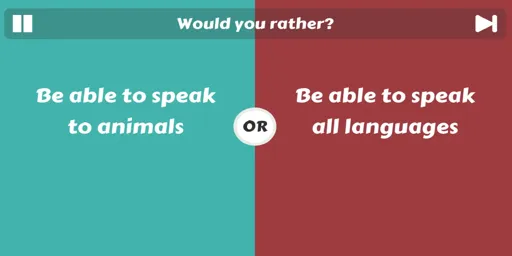 Would you rather?
Be able to speak
to animals
OR
Be able to speak
all languages